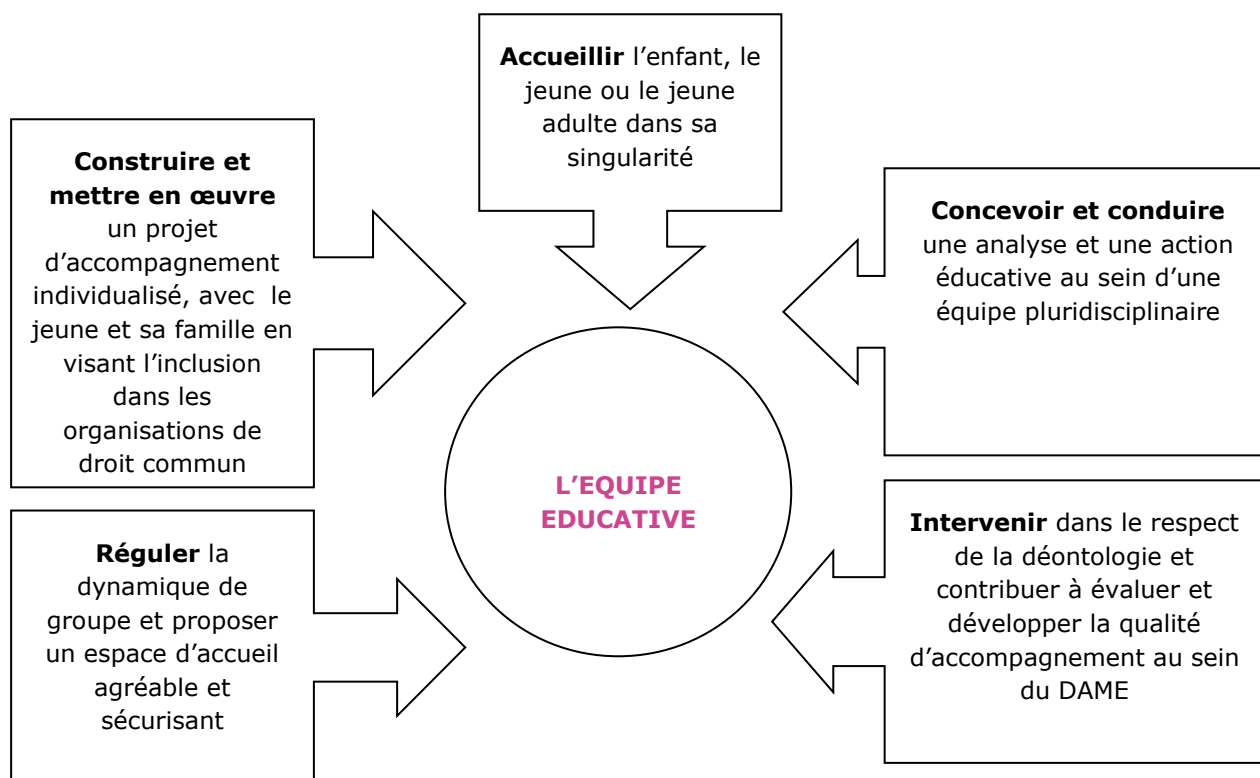 Accueillir l’enfant, le
jeune ou le jeune
adulte dans sa
singularité
Construire et
mettre en œuvre
un projet
d’accompagnement
individualisé, avec  le
jeune et sa famille en
visant l’inclusion
dans les
organisations de
droit commun
Concevoir et conduire
une analyse et une action
éducative au sein d’une
équipe pluridisciplinaire
L’EQUIPE
EDUCATIVE
Réguler la
dynamique de
groupe et proposer
un espace d’accueil
agréable et
sécurisant
Intervenir dans le respect
de la déontologie et
contribuer à évaluer et
développer la qualité
d’accompagnement au sein
du DAME